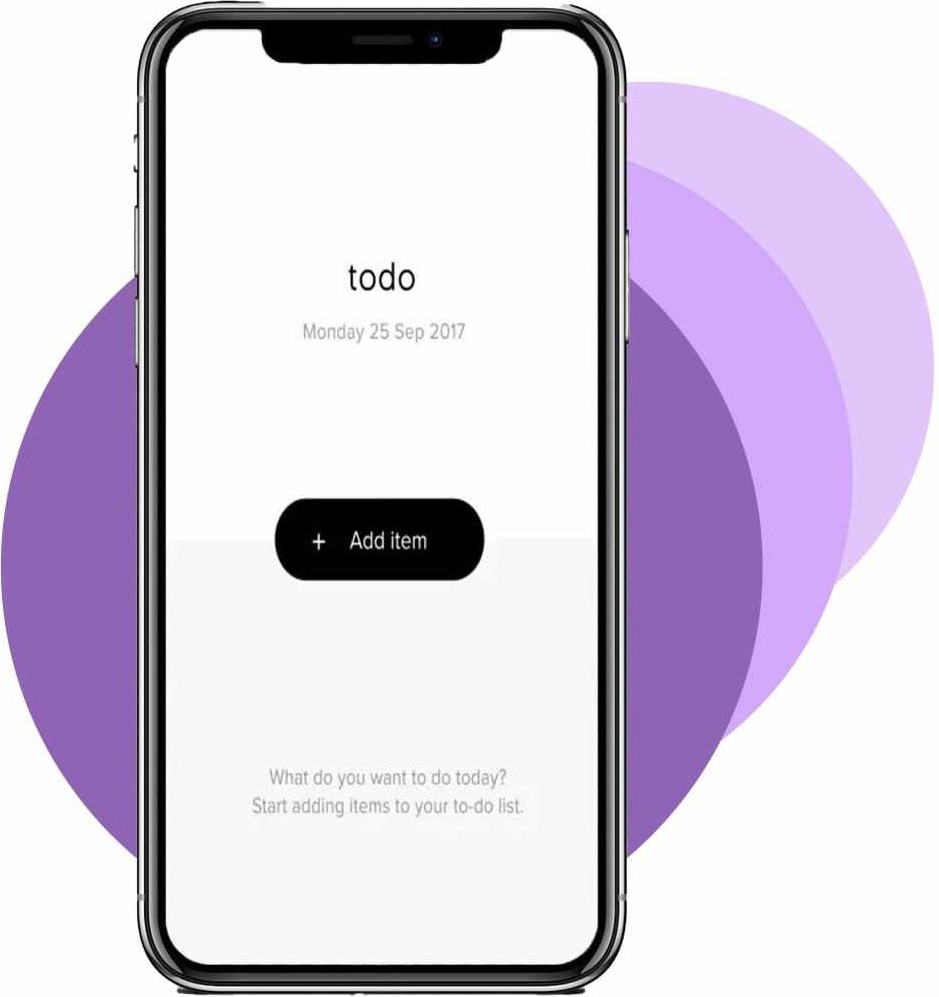 todo
Monday 25 Sep 2017
+ Add item
What do you want to do today?
Start adding items to your to-do list.